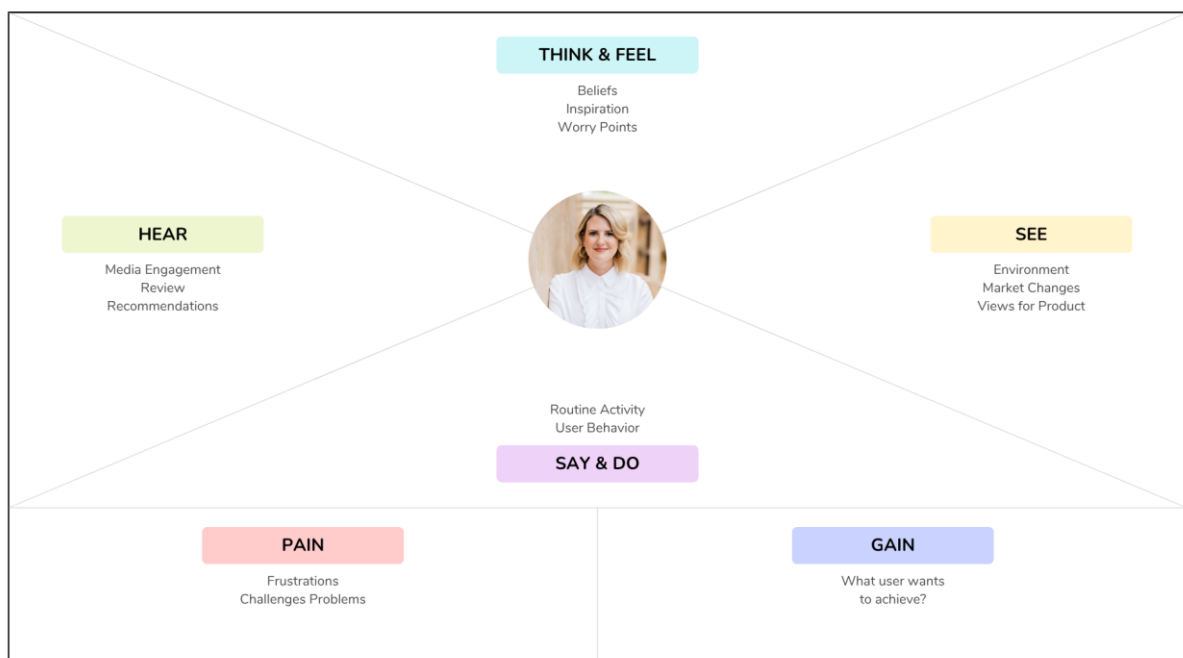 THINK & FEEL
Beliefs
Inspiration
Worry Points
HEAR
Media Engagement
Review
Recommendations
SEE
Environment
Market Changes
Views for Product
Routine Activity
User Behavior
SAY & DO
PAIN
Frustrations
Challenges Problems
GAIN
What user wants
to achieve?